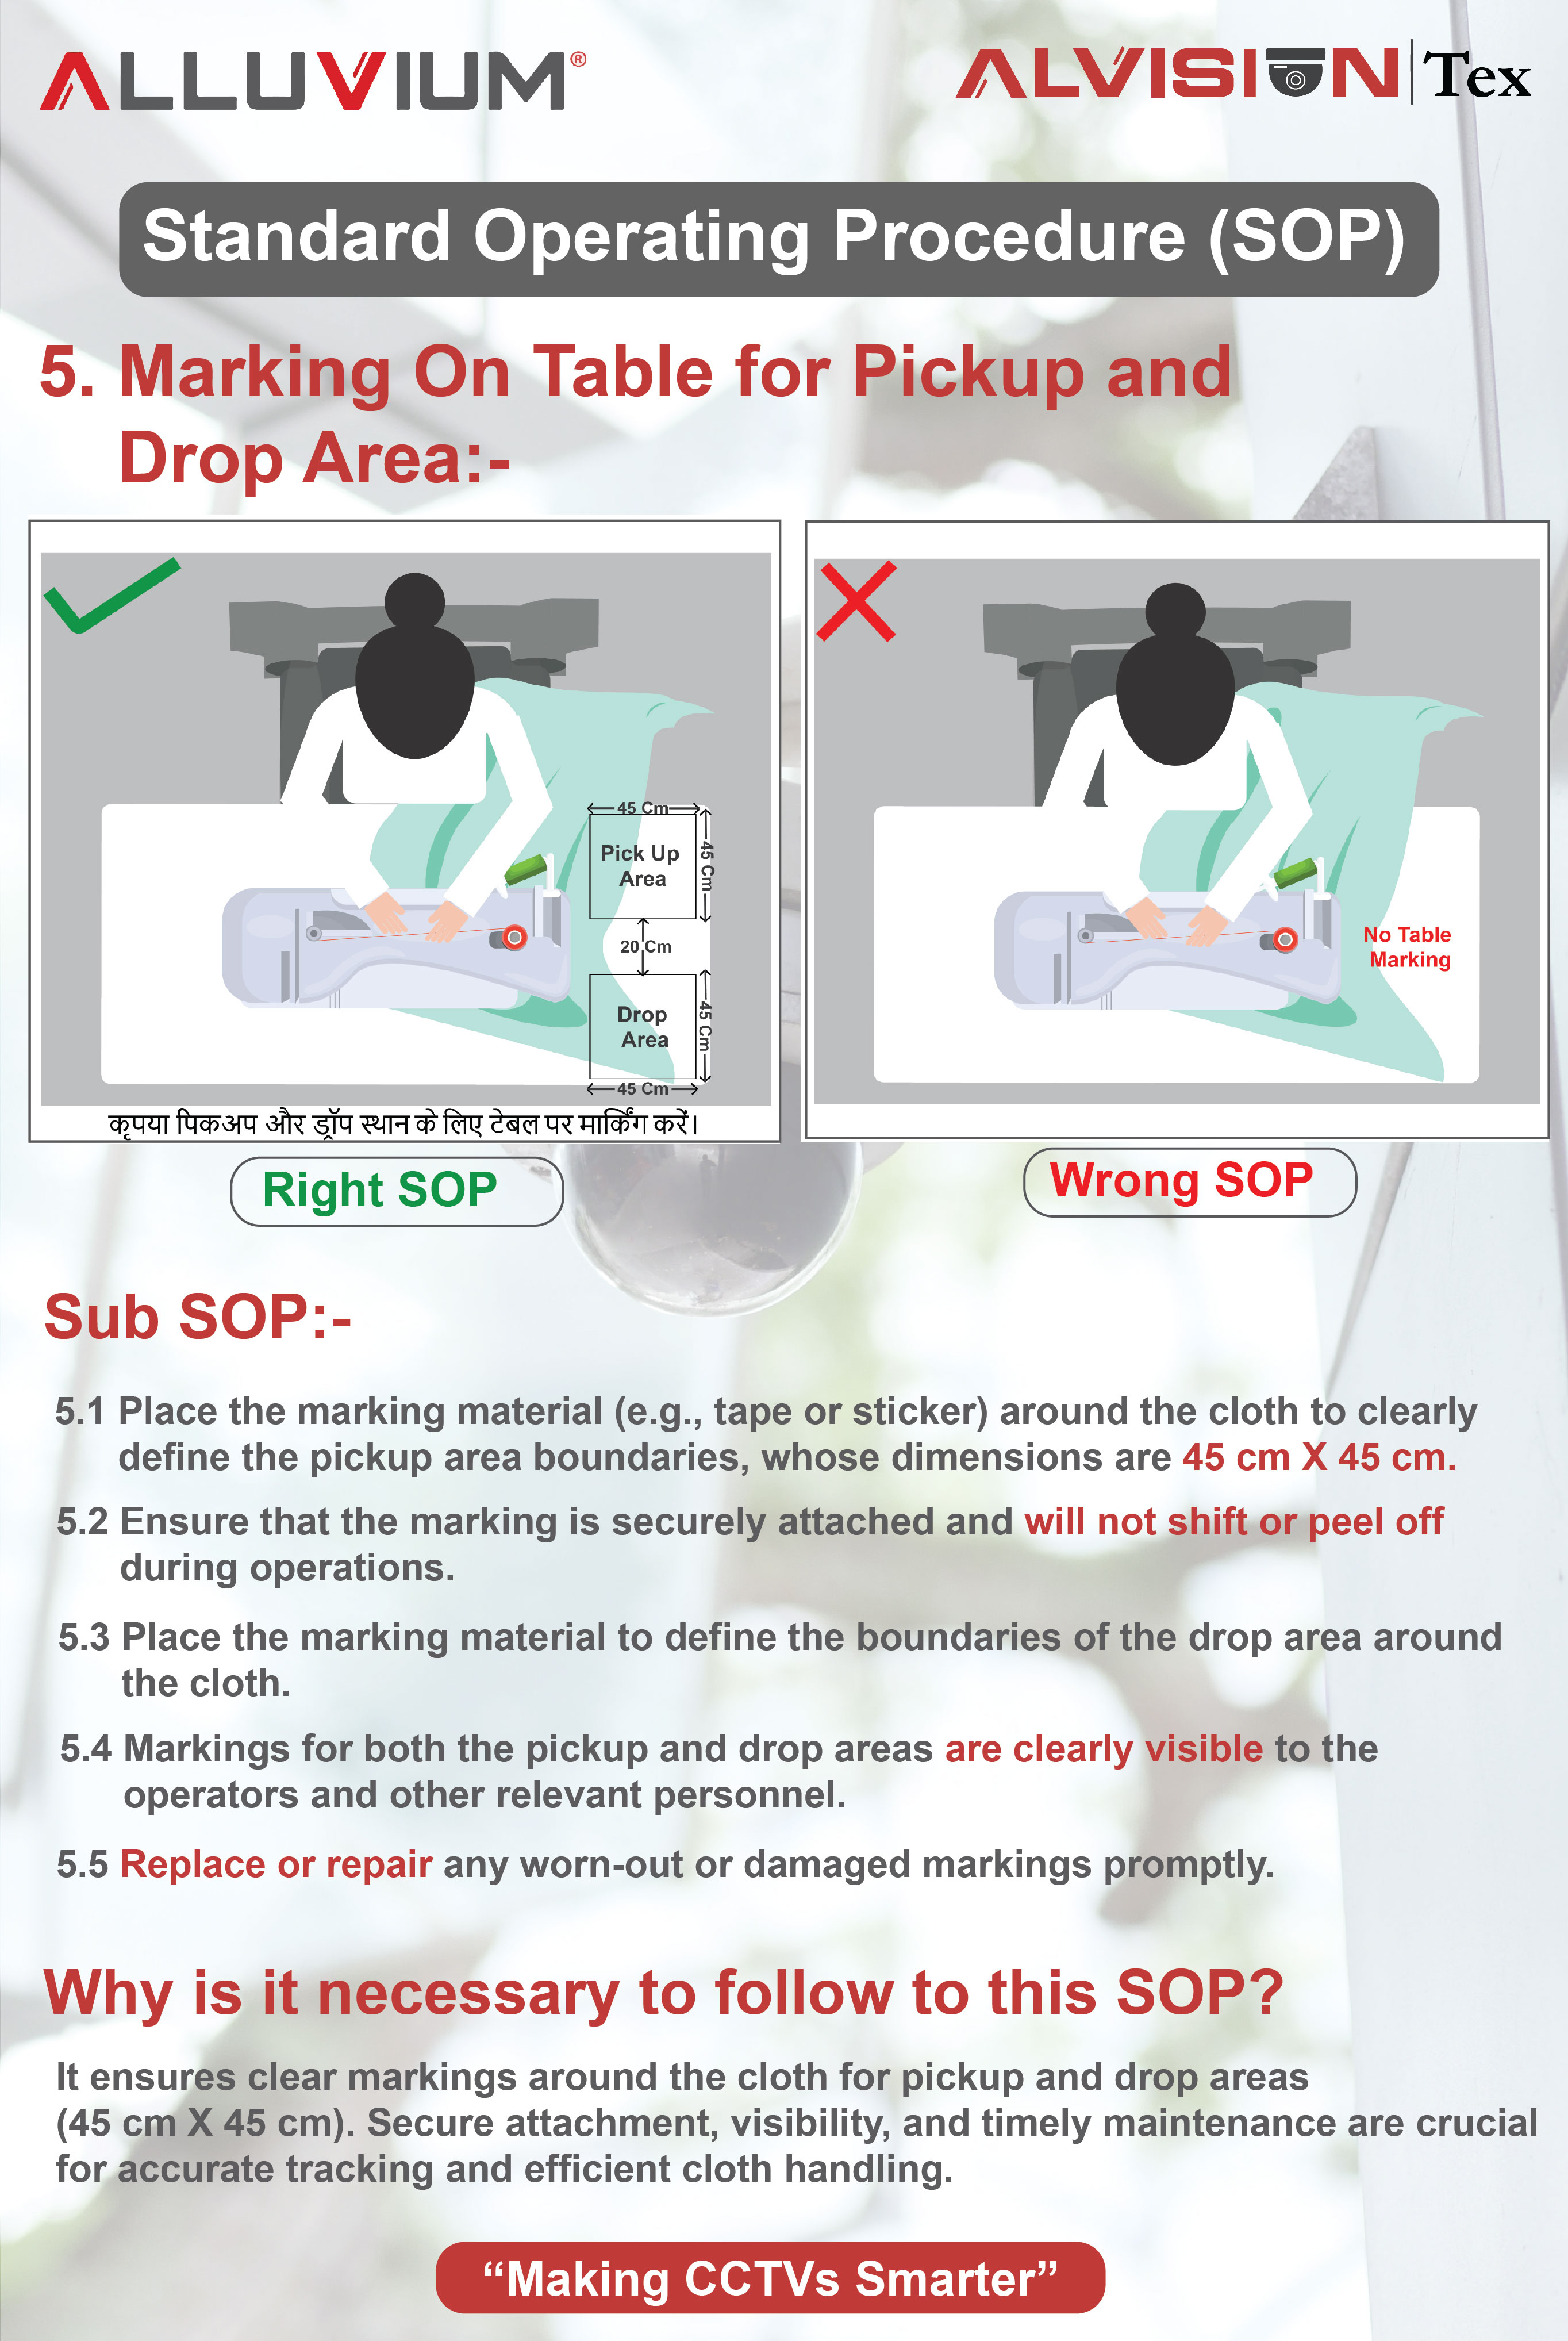 ALLUVIUM®
ALVISION Tex
Standard Operating Procedure (SOP)
5. Marking On Table for Pickup and
Drop Area:-
45 Cm
Pick Up
Area
45 Cm
20 Cm
Drop
Area
45 Cm
45 Cm
कृपया पिकअप और ड्रॉप स्थान के लिए टेबल पर मार्किंग करें।
No Table
Marking
Right SOP
Wrong SOP
Sub SOP:-
5.1 Place the marking material (e.g., tape or sticker) around the cloth to clearly
define the pickup area boundaries, whose dimensions are 45 cm X 45 cm.
5.2 Ensure that the marking is securely attached and will not shift or peel off
during operations.
5.3 Place the marking material to define the boundaries of the drop area around
the cloth.
5.4 Markings for both the pickup and drop areas are clearly visible to the
operators and other relevant personnel.
5.5 Replace or repair any worn-out or damaged markings promptly.
Why is it necessary to follow to this SOP?
It ensures clear markings around the cloth for pickup and drop areas
(45 cm X 45 cm). Secure attachment, visibility, and timely maintenance are crucial
for accurate tracking and efficient cloth handling.
“Making CCTVs Smarter”